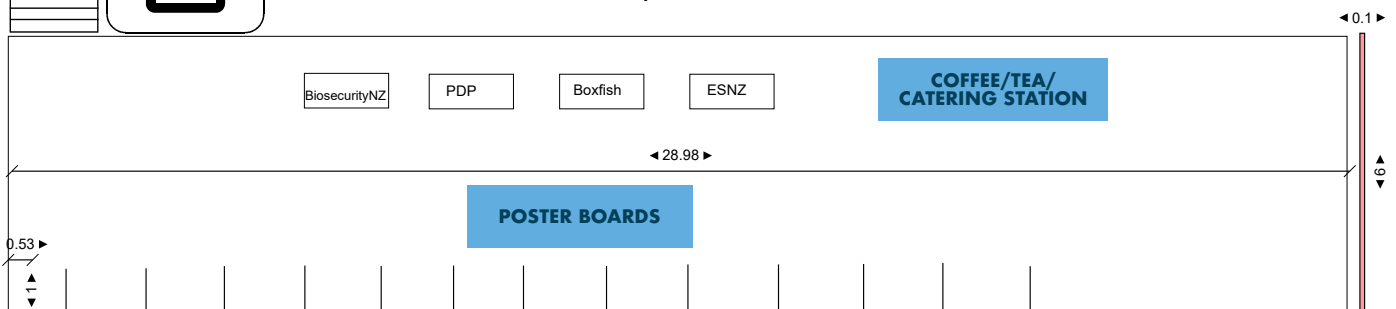 0.1
BiosecurityNZ
PDP
Boxfish
ESNZ
COFFEE/TEA/
CATERING STATION
28.98
6
POSTER BOARDS
0.53
1